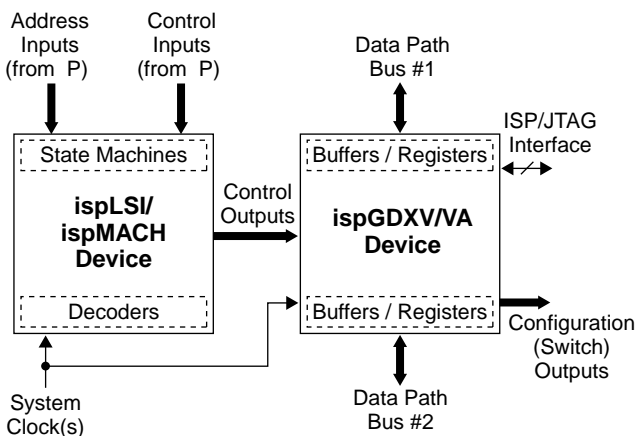 Address
Inputs
(from P)
Control
Inputs
(from P)
Data Path
Bus #1
ISP/JTAG
Interface
State Machines
Buffers / Registers
ispLSI/
ispMACH
Device
Control
Outputs
ispGDXV/VA
Device
Decoders
Buffers / Registers
Configuration
(Switch)
Outputs
System
Clock(s)
Data Path
Bus #2